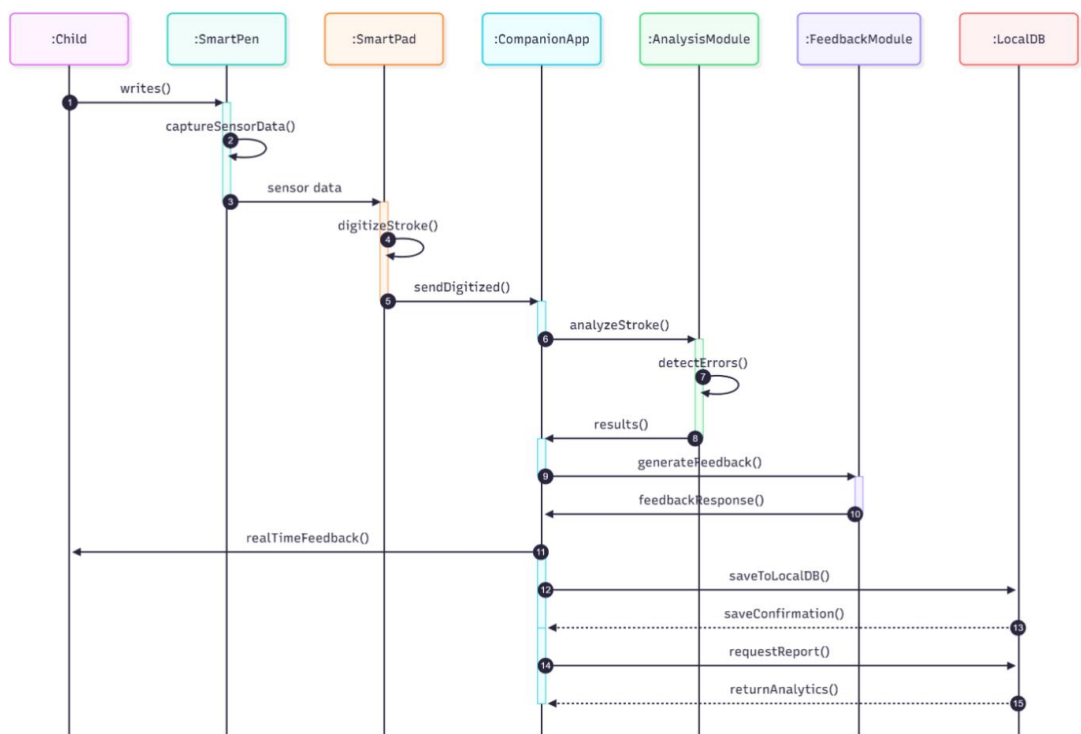 :Child
:SmartPen
:SmartPad
:CompanionApp
:AnalysisModule
:FeedbackModule
:LocalDB
1 writes()
2 captureSensorData()
3 sensor data
4 digitizeStroke()
5 sendDigitized()
6 analyzeStroke()
7 detectErrors()
8 results()
9 generateFeedback()
10 feedbackResponse()
11 realTimeFeedback()
12 saveToLocalDB()
13 saveConfirmation()
14 requestReport()
15 returnAnalytics()